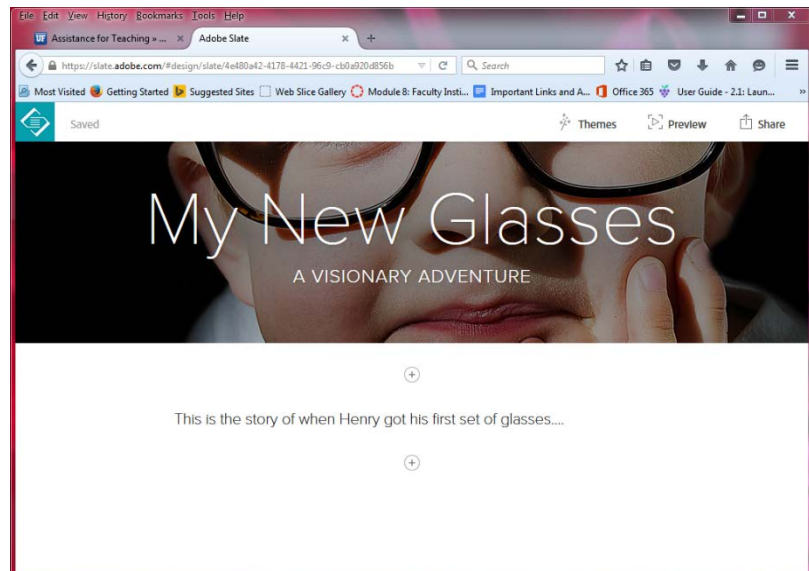 File Edit View History Bookmarks Tools Help
UF Assistance for Teaching » ... × Adobe Slate × +
https://slate.adobe.com/#design/slate/4e480a42-4178-4421-96c9-cb0a920d856b Search
Most Visited Getting Started Suggested Sites Web Slice Gallery Module 8: Faculty Insti... Important Links and A... Office 365 User Guide - 2.1: Laun... »
Saved Themes Preview Share
My New Glasses
A VISIONARY ADVENTURE
This is the story of when Henry got his first set of glasses....